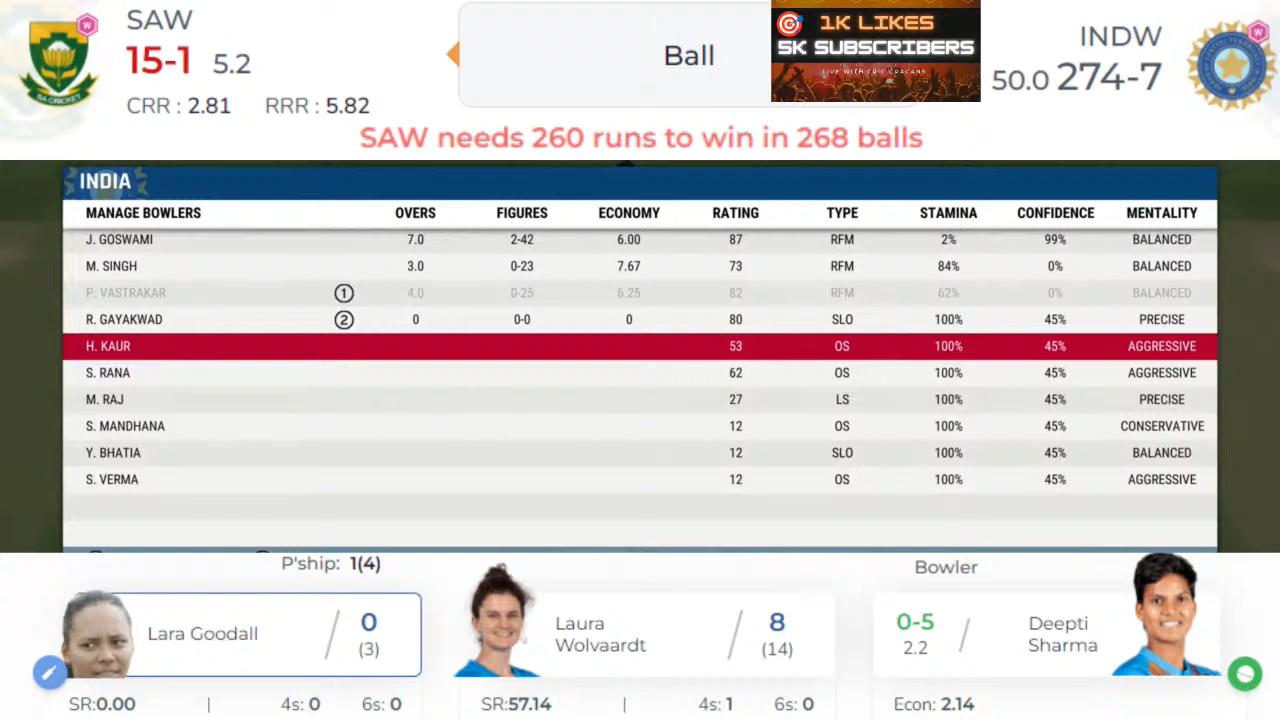 SAW
15-1 5.2
CRR : 2.81 RRR : 5.82
Ball
1K LIKES
5K SUBSCRIBERS
LIVE WITH CRIC CRACANS
INDW
50.0 274-7
SA CRICKET
W
W
SAW needs 260 runs to win in 268 balls
INDIA
MANAGE BOWLERS OVERS FIGURES ECONOMY RATING TYPE STAMINA CONFIDENCE MENTALITY
J. GOSWAMI 7.0 2-42 6.00 87 RFM 2% 99% BALANCED
M. SINGH 3.0 0-23 7.67 73 RFM 84% 0% BALANCED
P. VASTRAKAR 1 4.0 0-25 6.25 82 RFM 62% 0% BALANCED
R. GAYAKWAD 2 0 0-0 0 80 SLO 100% 45% PRECISE
H. KAUR 53 OS 100% 45% AGGRESSIVE
S. RANA 62 OS 100% 45% AGGRESSIVE
M. RAJ 27 LS 100% 45% PRECISE
S. MANDHANA 12 OS 100% 45% CONSERVATIVE
Y. BHATIA 12 SLO 100% 45% BALANCED
S. VERMA 12 OS 100% 45% AGGRESSIVE
P'ship: 1(4)
Lara Goodall / 0
(3)
SR:0.00 | 4s: 0 6s: 0
Laura
Wolvaardt / 8
(14)
SR:57.14 | 4s: 1 6s: 0
Bowler
0-5
2.2 / Deepti
Sharma
Econ: 2.14